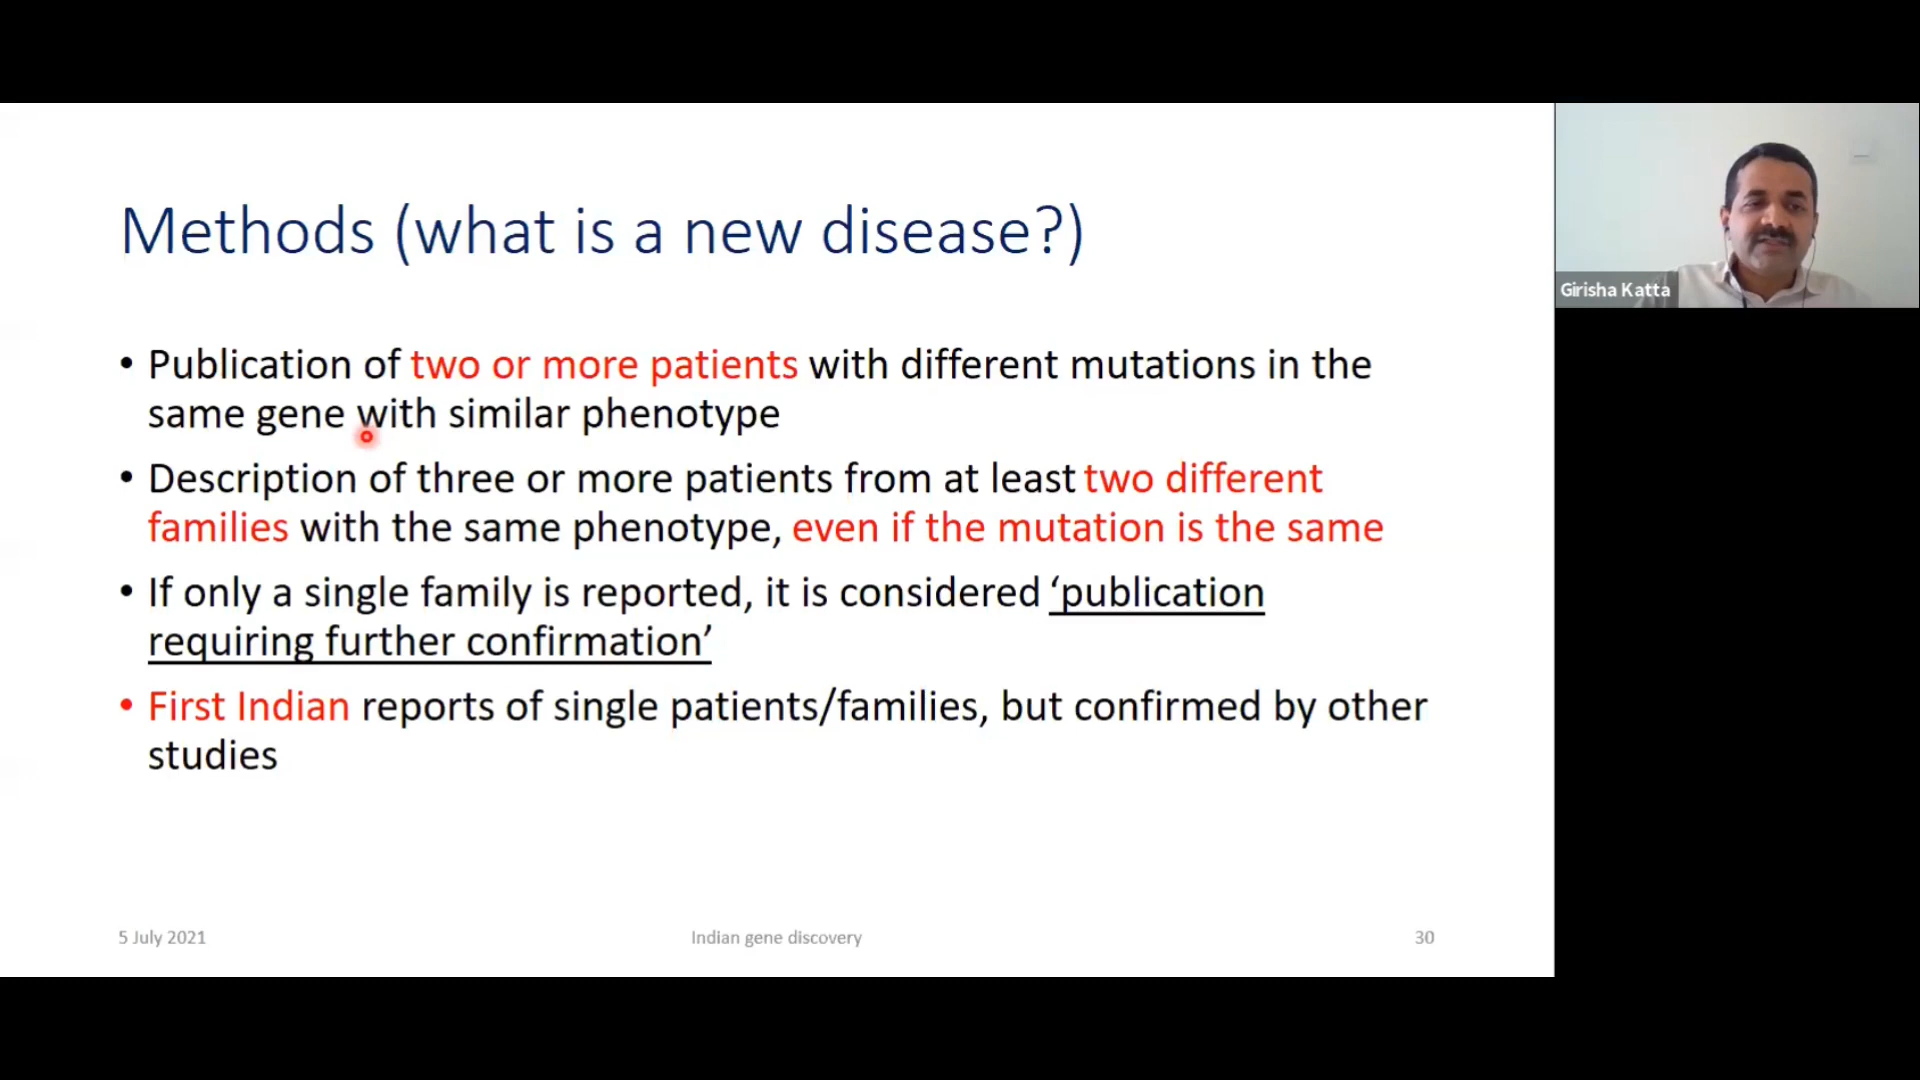 Methods (what is a new disease?)
Girisha Katta
• Publication of two or more patients with different mutations in the
same gene with similar phenotype
• Description of three or more patients from at least two different
families with the same phenotype, even if the mutation is the same
• If only a single family is reported, it is considered ‘publication
requiring further confirmation’
• First Indian reports of single patients/families, but confirmed by other
studies
5 July 2021
Indian gene discovery
30